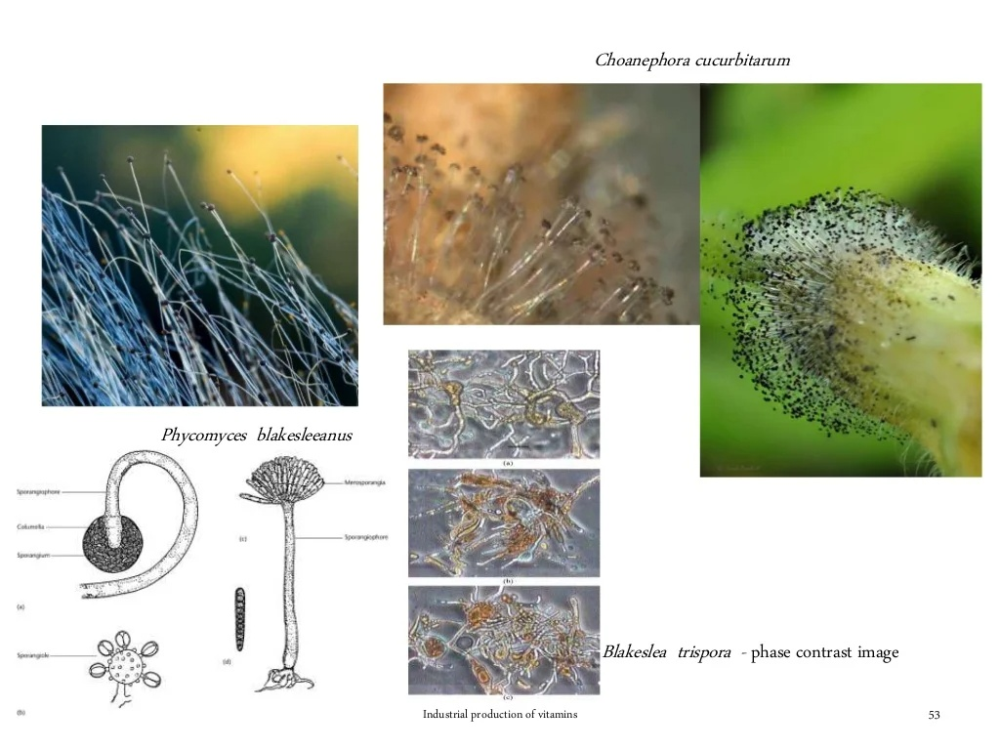 Choanephora cucurbitarum
Phycomyces blakesleeanus
Sporangiophore
Columella
Sporangium
(a)
Sporangiole
(b)
Merosporangia
(c)
Sporangiophore
(d)
(a)
(b)
(c)
Blakeslea trispora - phase contrast image
Industrial production of vitamins
53